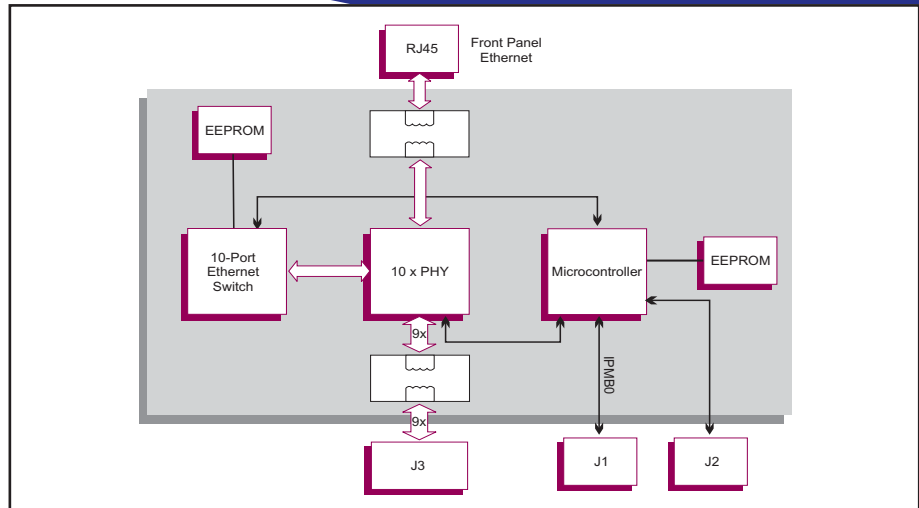 RJ45
Front Panel
Ethernet
EEPROM
10-Port
Ethernet
Switch
10 x PHY
Microcontroller
EEPROM
9x
IPMB0
9x
J3
J1
J2